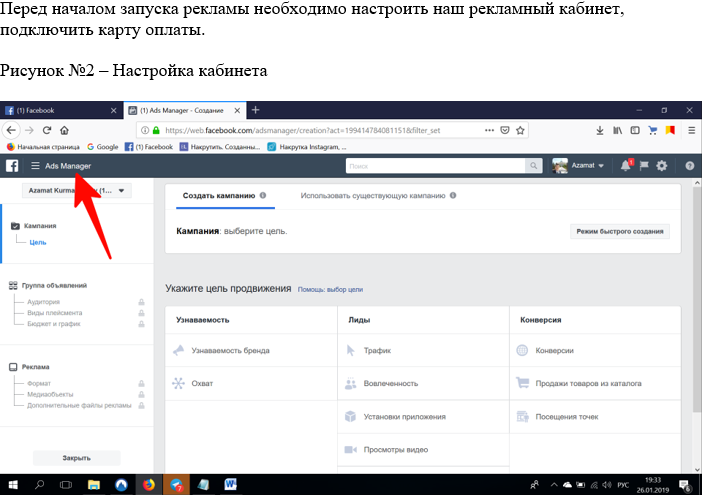 Перед началом запуска рекламы необходимо настроить наш рекламный кабинет,
подключить карту оплаты.
Рисунок №2 – Настройка кабинета
(1) Facebook
(1) Ads Manager - Создание
https://web.facebook.com/adsmanager/creation?act=199414784081151&filter_set
Начальная страница
Google
(1) Facebook
Накрутить. Созданны...
Накрутка Instagram, ...
Ads Manager
Поиск
Azamat
1
(1...
Создать кампанию
Использовать существующую кампанию
Кампания: выберите цель.
Режим быстрого создания
Кампания
Цель
Группа объявлений
Аудитория
Виды плейсмента
Бюджет и график
Реклама
Формат
Медиаобъекты
Дополнительные файлы рекламы
Закрыть
Укажите цель продвижения
Помощь: выбор цели
Узнаваемость
Лиды
Конверсия
Узнаваемость бренда
Трафик
Конверсии
Охват
Вовлеченность
Продажи товаров из каталога
Установки приложения
Посещения точек
Просмотры видео
РУС
19:33
26.01.2019